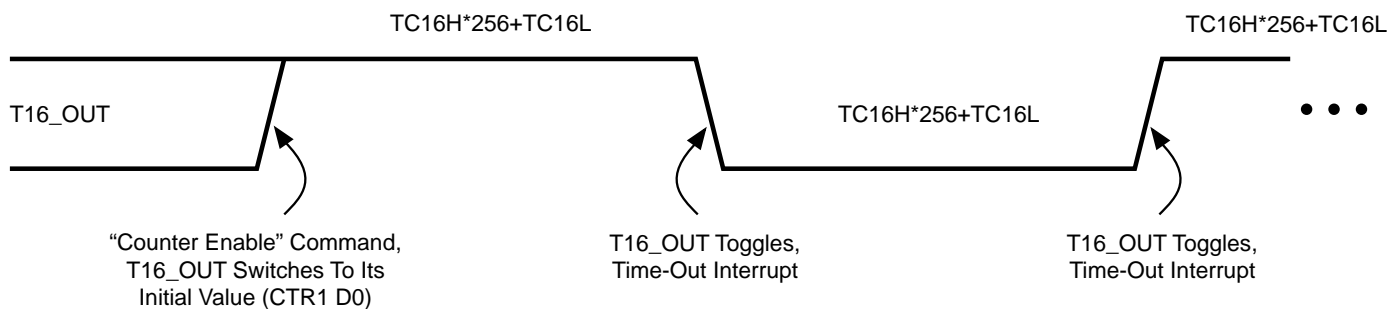 TC16H*256+TC16L
TC16H*256+TC16L
T16_OUT
TC16H*256+TC16L
“Counter Enable” Command,
T16_OUT Switches To Its
Initial Value (CTR1 D0)
T16_OUT Toggles,
Time-Out Interrupt
T16_OUT Toggles,
Time-Out Interrupt